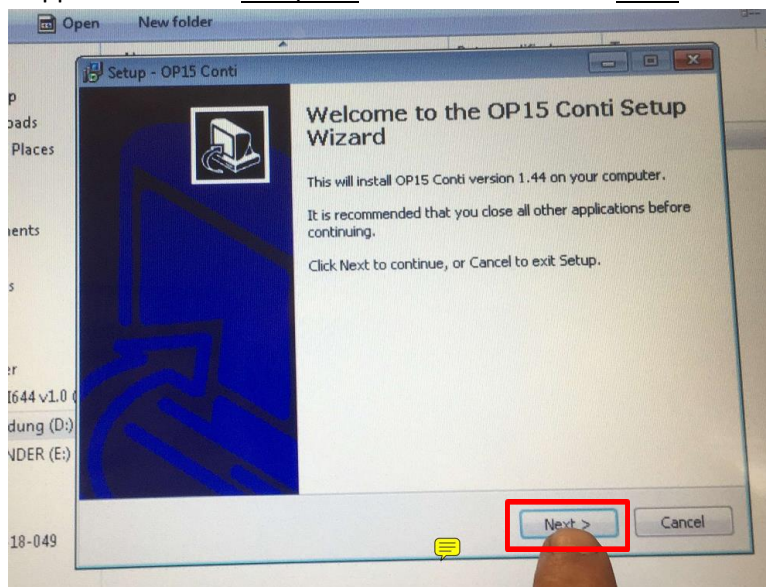 Open New folder
Setup - OP15 Conti
Welcome to the OP15 Conti Setup
Wizard
This will install OP15 Conti version 1.44 on your computer.
It is recommended that you close all other applications before
continuing.
Click Next to continue, or Cancel to exit Setup.
p
oads
Places
ents
s
er
I644 v1.0
dung (D:)
NDER (E:)
18-049
Next >
Cancel